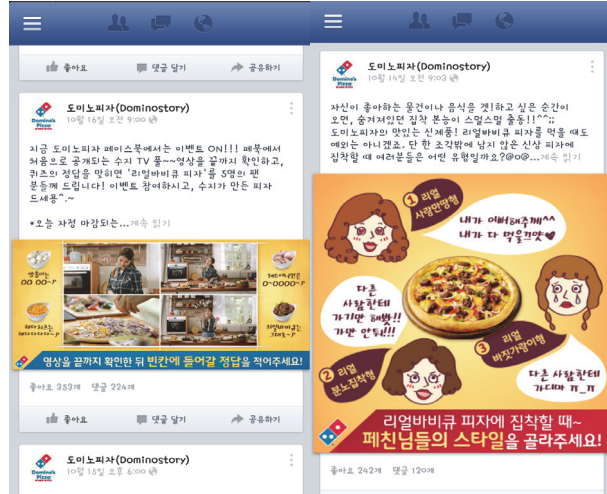 좋아요 댓글 달기 공유하기
도미노피자(Dominostory)
10월 16일 오전 9:00
지금 도미노피자 페이스북에서는 이벤트 ON!!! 페북에서
처음으로 공개되는 수지 TV 풀~~영상을 끝까지 확인하고,
퀴즈의 정답을 맞히면 '리얼바비큐 피자'를 5명의 팬
분들께 드립니다! 이벤트 참여하시고, 수지가 만든 피자
드세용^.~
*오늘 자정 마감되는...계속 읽기
OO OO~♪
O~OOOO~♪
영상을 끝까지 확인한 뒤 빈칸에 들어갈 정답을 적어주세요!
좋아요 353개 댓글 224개
좋아요 댓글 달기 공유하기
도미노피자(Dominostory)
10월 15일 오후 6:00
도미노피자(Dominostory)
10월 14일 오전 9:03
자신이 좋아하는 물건이나 음식을 겟!하고 싶은 순간이
오면, 숨겨져있던 집착 본능이 스멀스멀 출동!!^^;;
도미노피자의 맛있는 신제품! 리얼바비큐 피자를 먹을 때도
예외는 아니겠죠. 단 한 조각밖에 남지 않은 신상 피자에
집착할 때 여러분들은 어떤 유형일까요?@o@...계속 읽기
1 리얼
사랑만땅형
내가 이뻐해주께^^
내가 다 먹을끄얏♥
다른
사람한테
가기만 해봣!!
가만 안둬!!!
2 리얼
분노집착형
3 리얼
바짓가랑이형
다른 사람한테
가디마 π_π
리얼바비큐 피자에 집착할 때~
페친님들의 스타일을 골라주세요!
좋아요 242개 댓글 120개